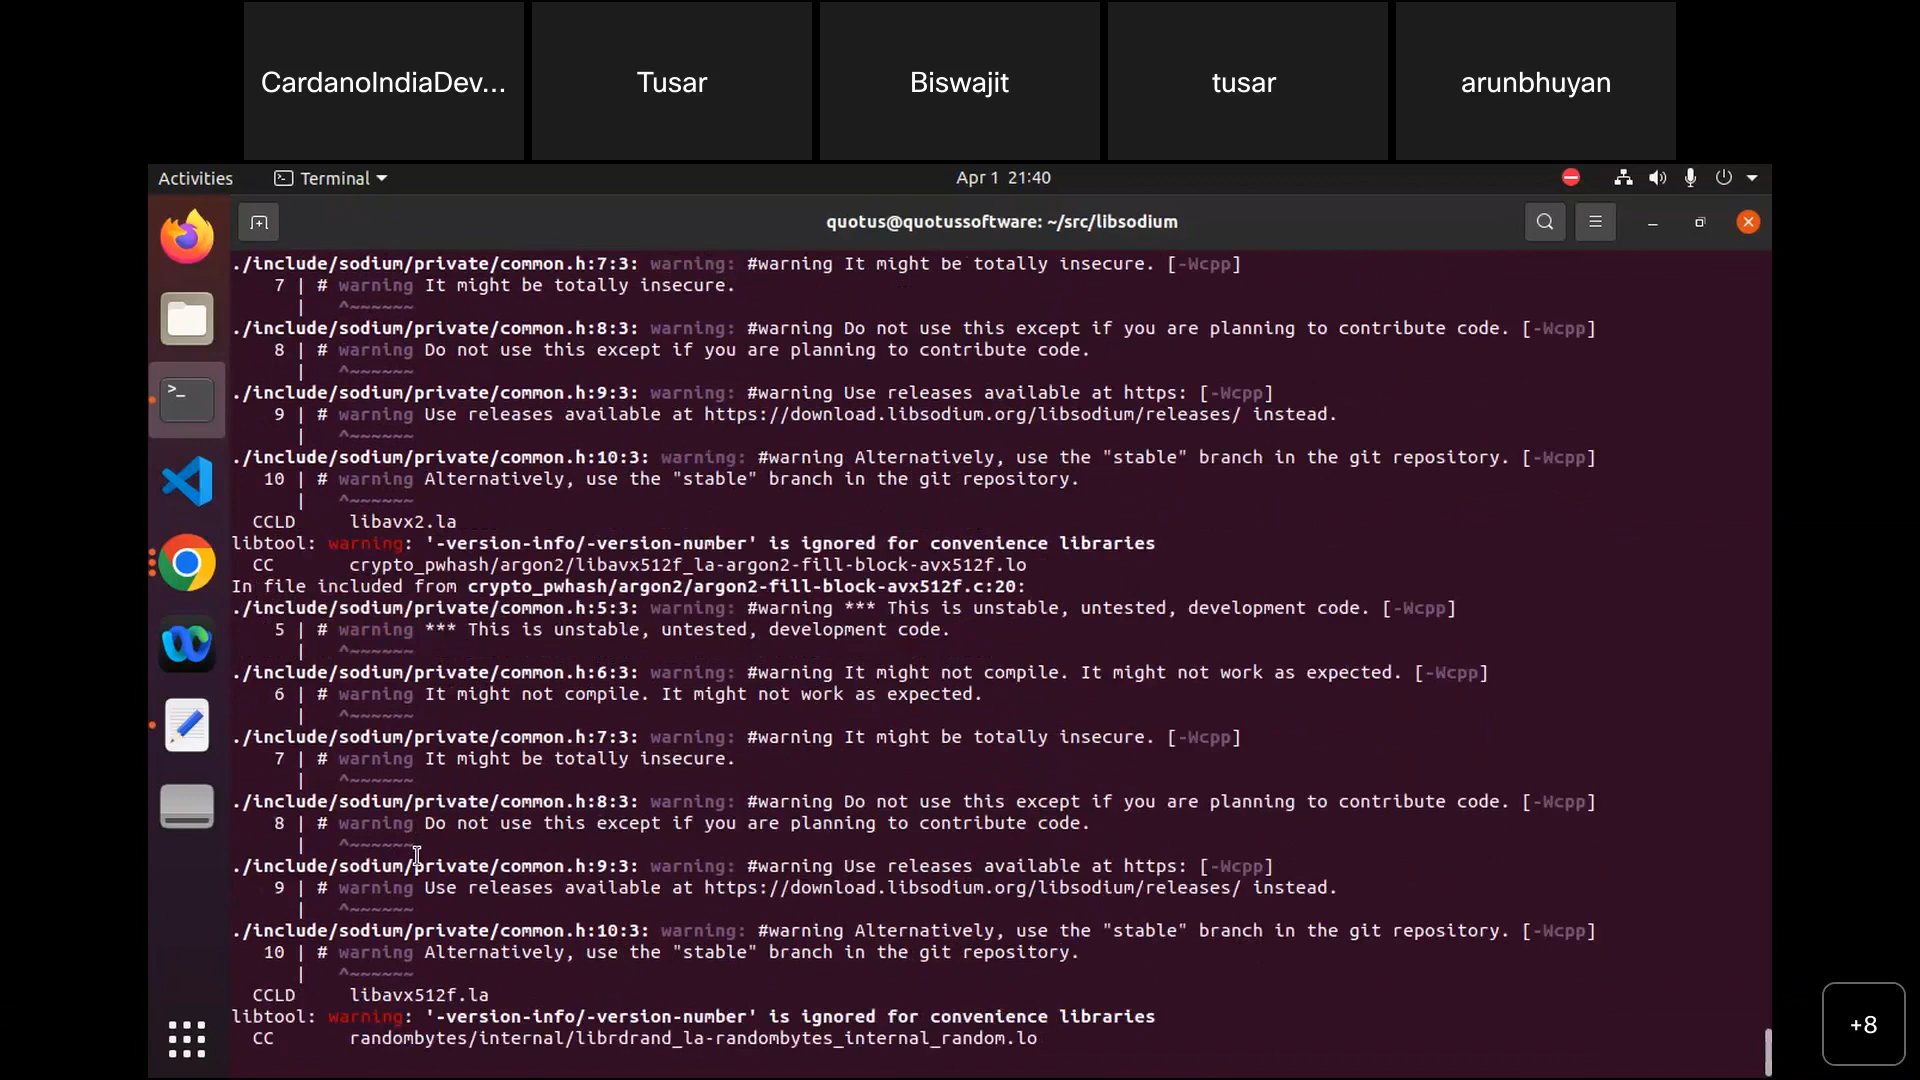 CardanoIndiaDev...
Tusar
Biswajit
tusar
arunbhuyan
Activities
Terminal
Apr 1 21:40
quotus@quotussoftware: ~/src/libsodium
./include/sodium/private/common.h:7:3: warning: #warning It might be totally insecure. [-Wcpp]
7 | # warning It might be totally insecure.
| ^~~~~~~
./include/sodium/private/common.h:8:3: warning: #warning Do not use this except if you are planning to contribute code. [-Wcpp]
8 | # warning Do not use this except if you are planning to contribute code.
| ^~~~~~~
./include/sodium/private/common.h:9:3: warning: #warning Use releases available at https: [-Wcpp]
9 | # warning Use releases available at https://download.libsodium.org/libsodium/releases/ instead.
| ^~~~~~~
./include/sodium/private/common.h:10:3: warning: #warning Alternatively, use the "stable" branch in the git repository. [-Wcpp]
10 | # warning Alternatively, use the "stable" branch in the git repository.
| ^~~~~~~
CCLD libavx2.la
libtool: warning: '-version-info/-version-number' is ignored for convenience libraries
CC crypto_pwhash/argon2/libavx512f_la-argon2-fill-block-avx512f.lo
In file included from crypto_pwhash/argon2/argon2-fill-block-avx512f.c:20:
./include/sodium/private/common.h:5:3: warning: #warning *** This is unstable, untested, development code. [-Wcpp]
5 | # warning *** This is unstable, untested, development code.
| ^~~~~~~
./include/sodium/private/common.h:6:3: warning: #warning It might not compile. It might not work as expected. [-Wcpp]
6 | # warning It might not compile. It might not work as expected.
| ^~~~~~~
./include/sodium/private/common.h:7:3: warning: #warning It might be totally insecure. [-Wcpp]
7 | # warning It might be totally insecure.
| ^~~~~~~
./include/sodium/private/common.h:8:3: warning: #warning Do not use this except if you are planning to contribute code. [-Wcpp]
8 | # warning Do not use this except if you are planning to contribute code.
| ^~~~~~~
./include/sodium/private/common.h:9:3: warning: #warning Use releases available at https: [-Wcpp]
9 | # warning Use releases available at https://download.libsodium.org/libsodium/releases/ instead.
| ^~~~~~~
./include/sodium/private/common.h:10:3: warning: #warning Alternatively, use the "stable" branch in the git repository. [-Wcpp]
10 | # warning Alternatively, use the "stable" branch in the git repository.
| ^~~~~~~
CCLD libavx512f.la
libtool: warning: '-version-info/-version-number' is ignored for convenience libraries
CC randombytes/internal/librdrand_la-randombytes_internal_random.lo
+8